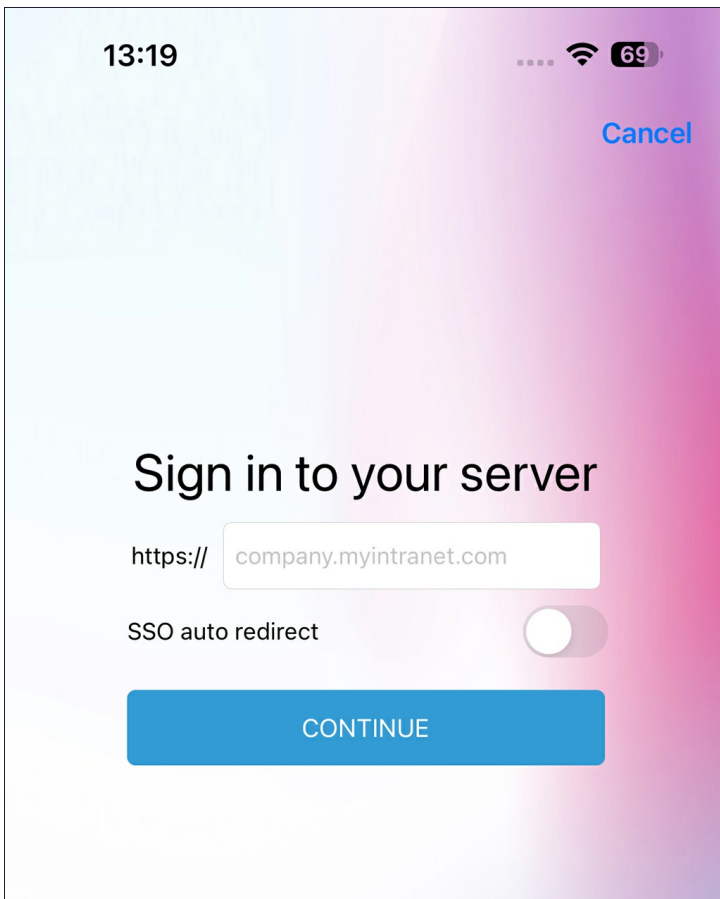 13:19 69
Cancel
Sign in to your server
https:// company.myintranet.com
SSO auto redirect
CONTINUE